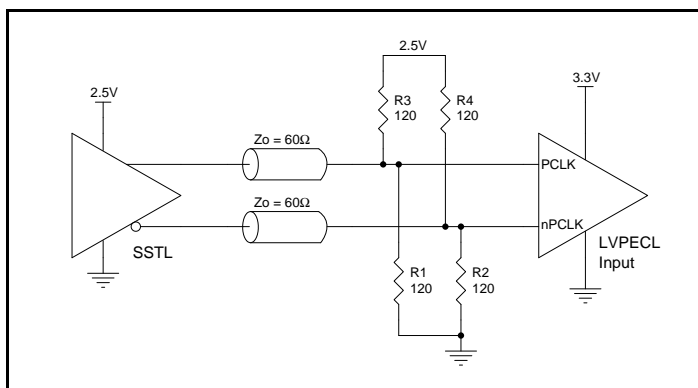 2.5V
3.3V
2.5V
R3
120
R4
120
Zo = 60Ω
PCLK
Zo = 60Ω
nPCLK
SSTL
LVPECL
Input
R1
120
R2
120